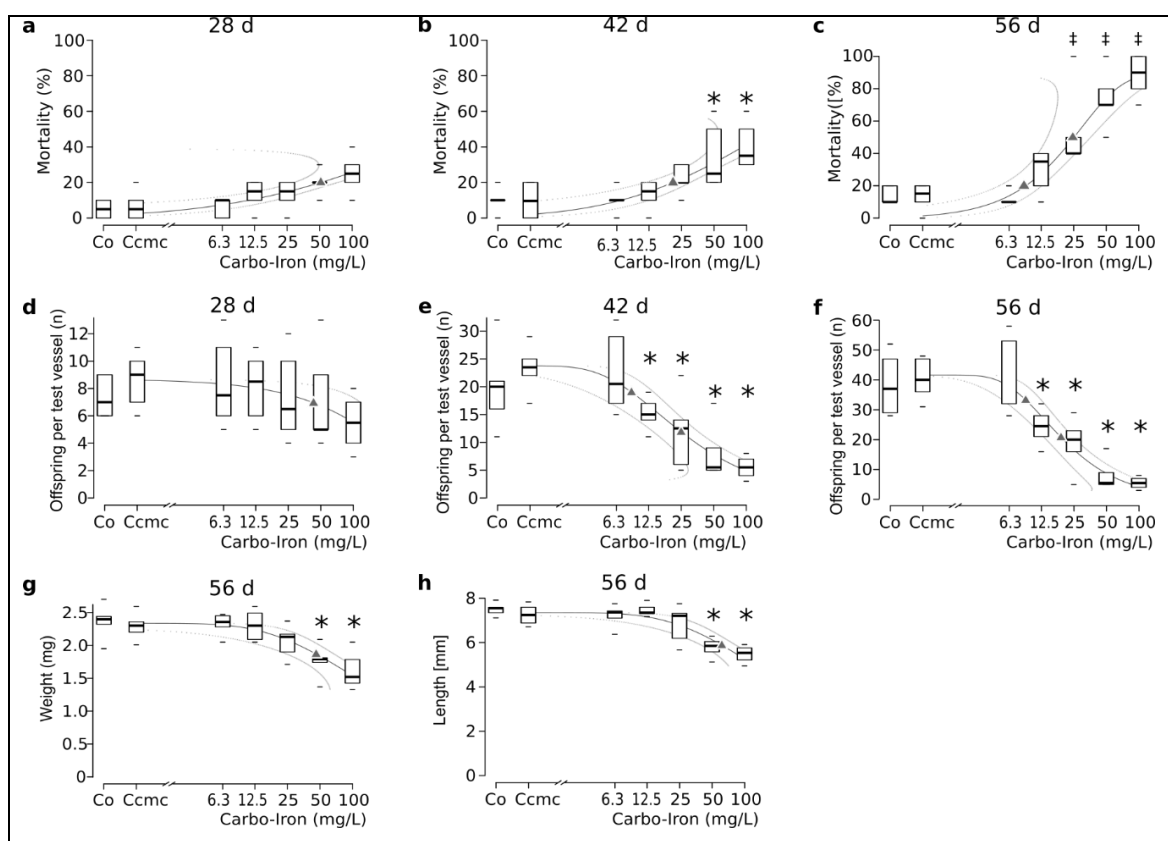 a 28 d
Mortality (%)
100
80
60
40
20
0
Co Ccmc 6.3 12.5 25 50 100
Carbo-Iron (mg/L)
b 42 d
Mortality (%)
100
80
60
40
20
0
* *
Co Ccmc 6.3 12.5 25 50 100
Carbo-Iron (mg/L)
c 56 d
Mortality([%)
‡ ‡ ‡
100
80
60
40
20
0
Co Ccmc 6.3 12.5 25 50 100
Carbo-Iron (mg/L)
d 28 d
Offspring per test vessel (n)
12
10
8
6
4
2
0
Co Ccmc 6.3 12.5 25 50 100
Carbo-Iron (mg/L)
e 42 d
Offspring per test vessel (n)
30
25
20
15
10
5
0
* * * *
Co Ccmc 6.3 12.5 25 50 100
Carbo-Iron (mg/L)
f 56 d
Offspring per test vessel (n)
60
50
40
30
20
10
0
* * * *
Co Ccmc 6.3 12.5 25 50 100
Carbo-Iron (mg/L)
g 56 d
Weight (mg)
2.5
2.0
1.5
1.0
0.5
0
* *
Co Ccmc 6.3 12.5 25 50 100
Carbo-Iron (mg/L)
h 56 d
Length [mm]
8
6
4
2
0
* *
Co Ccmc 6.3 12.5 25 50 100
Carbo-Iron (mg/L)